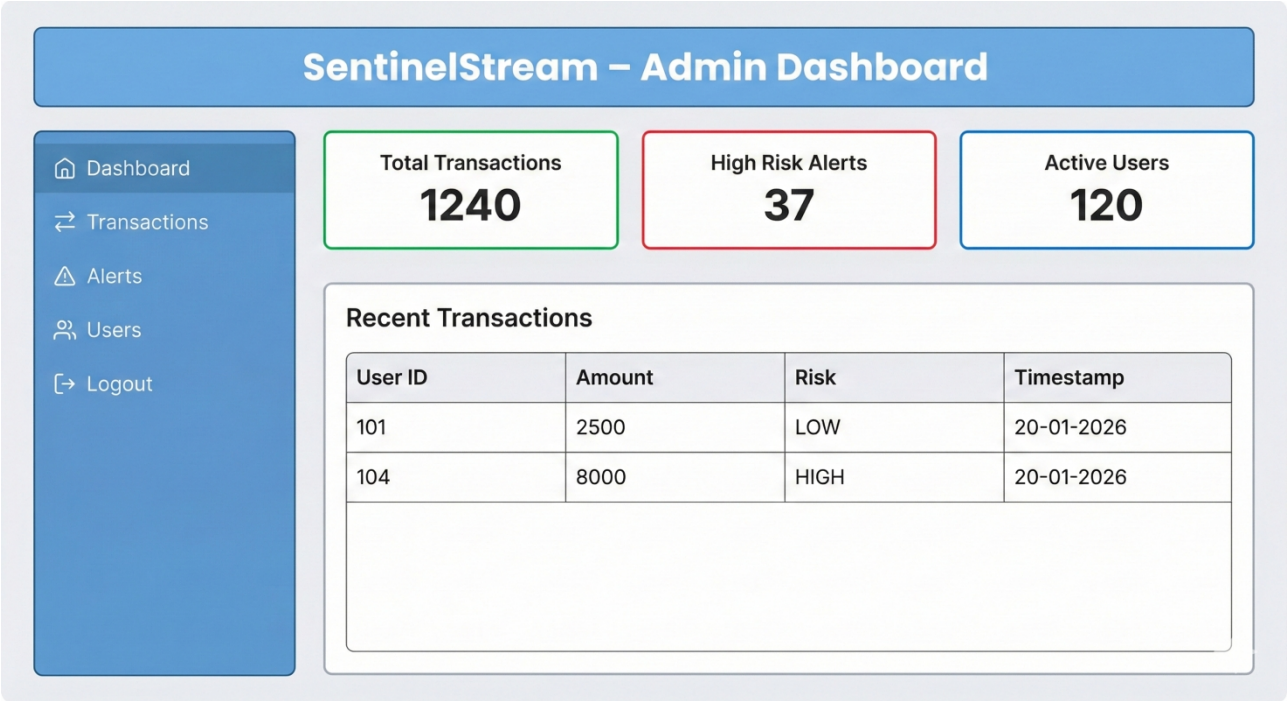 SentinelStream – Admin Dashboard
Dashboard
Transactions
Alerts
Users
Logout
Total Transactions
1240
High Risk Alerts
37
Active Users
120
Recent Transactions
User ID Amount Risk Timestamp
101 2500 LOW 20-01-2026
104 8000 HIGH 20-01-2026